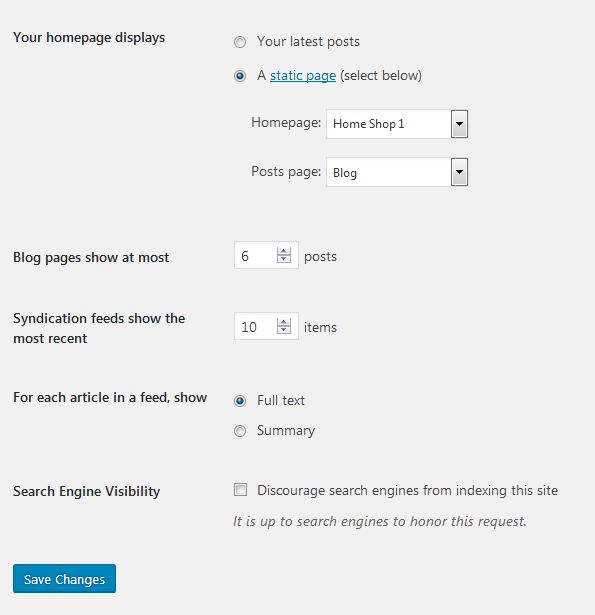 Your homepage displays
Your latest posts
A static page (select below)
Homepage: Home Shop 1
Posts page: Blog
Blog pages show at most 6 posts
Syndication feeds show the
most recent
10 items
For each article in a feed, show
Full text
Summary
Search Engine Visibility
Discourage search engines from indexing this site
It is up to search engines to honor this request.
Save Changes